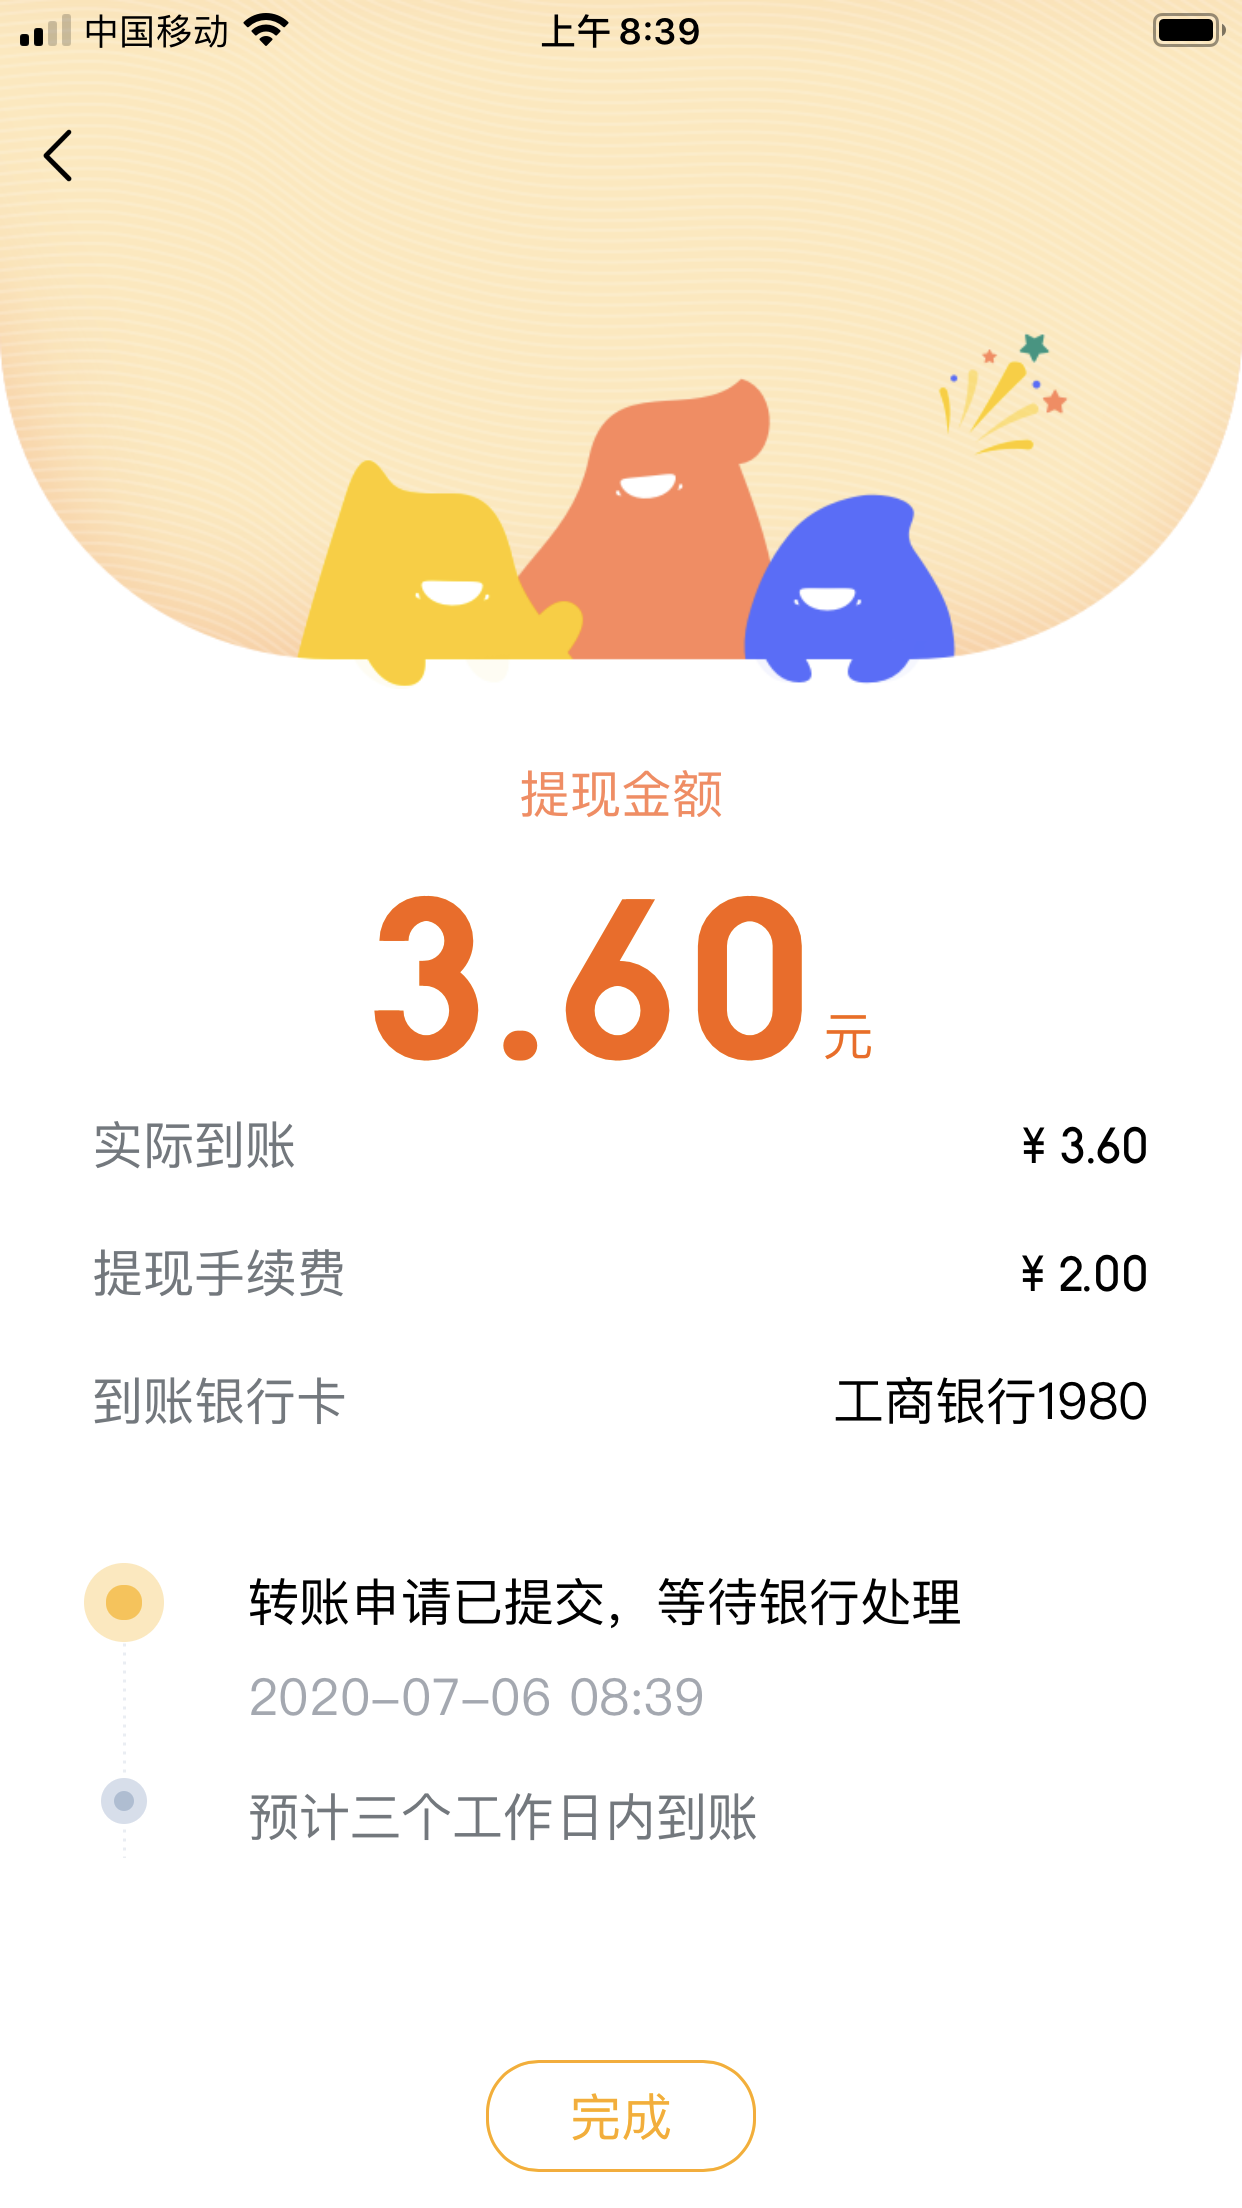 中国移动 上午8:39
提现金额
3.60元
实际到账 ¥ 3.60
提现手续费 ¥ 2.00
到账银行卡 工商银行1980
转账申请已提交，等待银行处理
2020-07-06 08:39
预计三个工作日内到账
完成